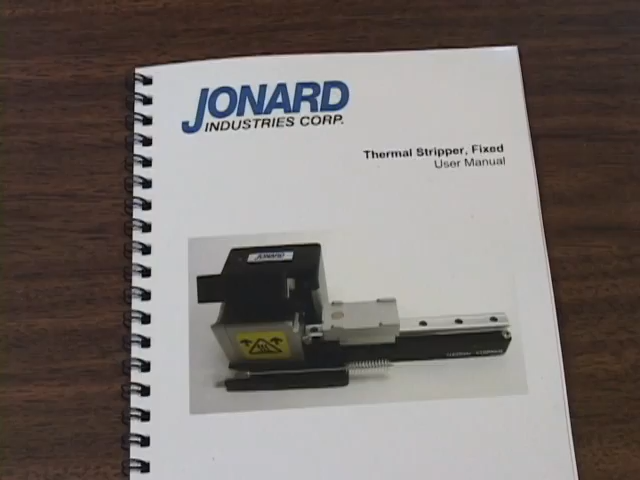 JONARD
INDUSTRIES CORP.
Thermal Stripper, Fixed
User Manual
JONARD